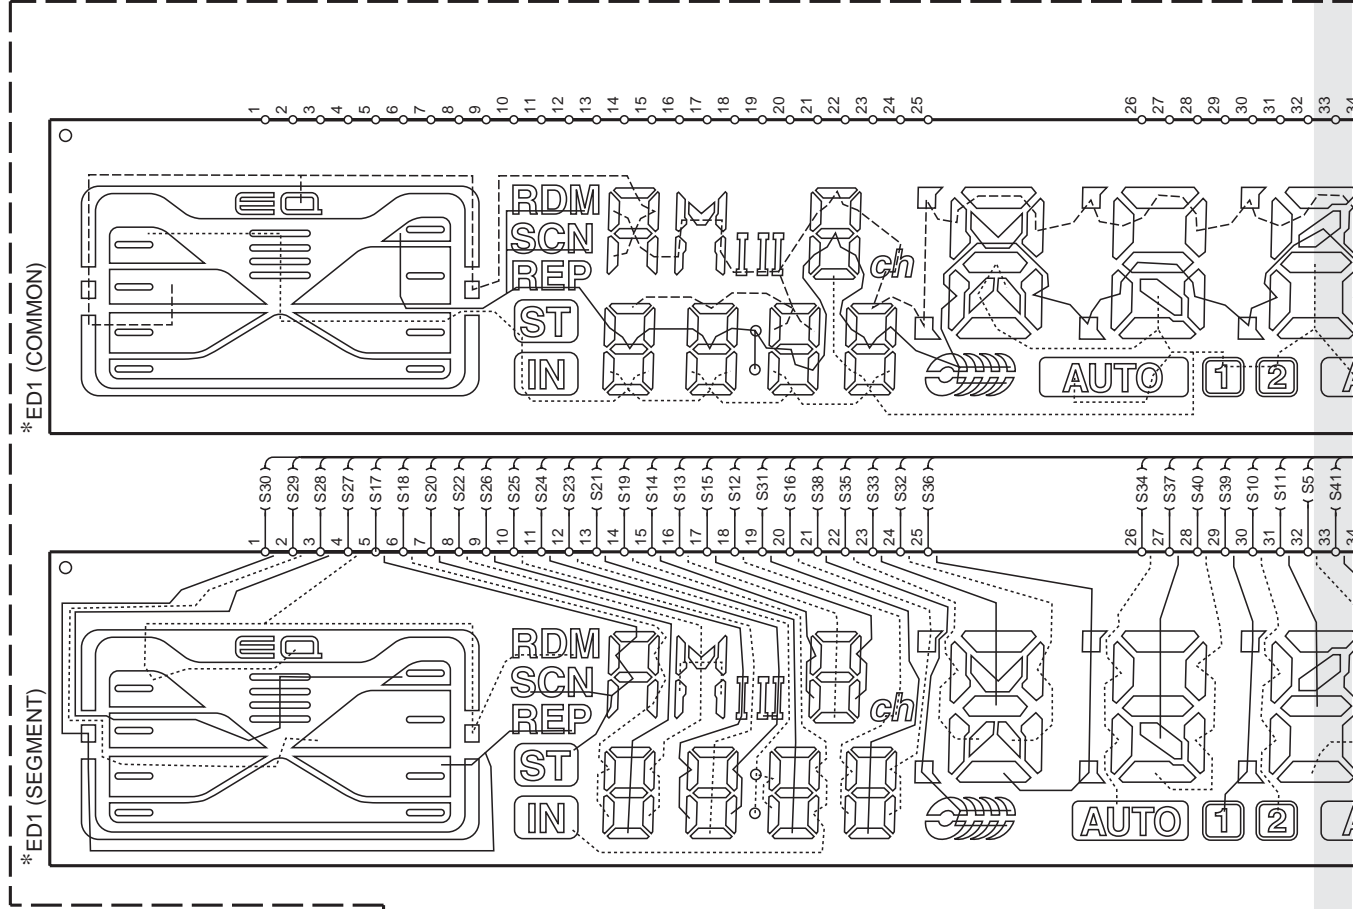 1 2 3 4 5 6 7 8 9 10 11 12 13 14 15 16 17 18 19 20 21 22 23 24 25 26 27 28 29 30 31 32 33 34
*ED1 (COMMON)
EQ
RDM
SCN
REP
ST
IN
I II
ch
AUTO 1 2 A
S30 S29 S28 S27 S17 S18 S20 S22 S26 S25 S24 S23 S21 S19 S14 S13 S15 S12 S31 S16 S38 S35 S33 S32 S36 S34 S37 S40 S39 S10 S11 S5 S41
1 2 3 4 5 6 7 8 9 10 11 12 13 14 15 16 17 18 19 20 21 22 23 24 25 26 27 28 29 30 31 32 33 34
*ED1 (SEGMENT)
EQ
RDM
SCN
REP
ST
IN
I II
ch
AUTO 1 2 A